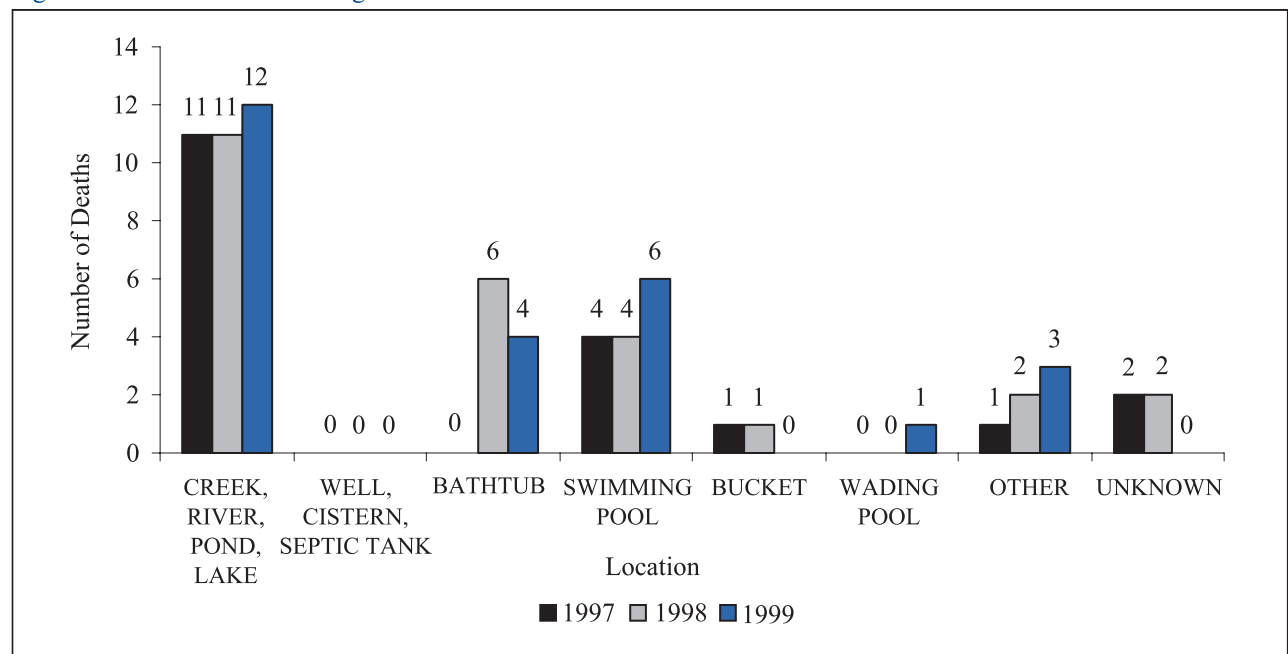 14
12
10
8
6
4
2
0
Number of Deaths
11 11 12
0 0 0
0 6 4
4 4 6
1 1 0
0 0 1
1 2 3
2 2 0
CREEK,
RIVER,
POND,
LAKE
WELL,
CISTERN,
SEPTIC TANK
BATHTUB
SWIMMING
POOL
BUCKET
WADING
POOL
OTHER
UNKNOWN
Location
1997 1998 1999